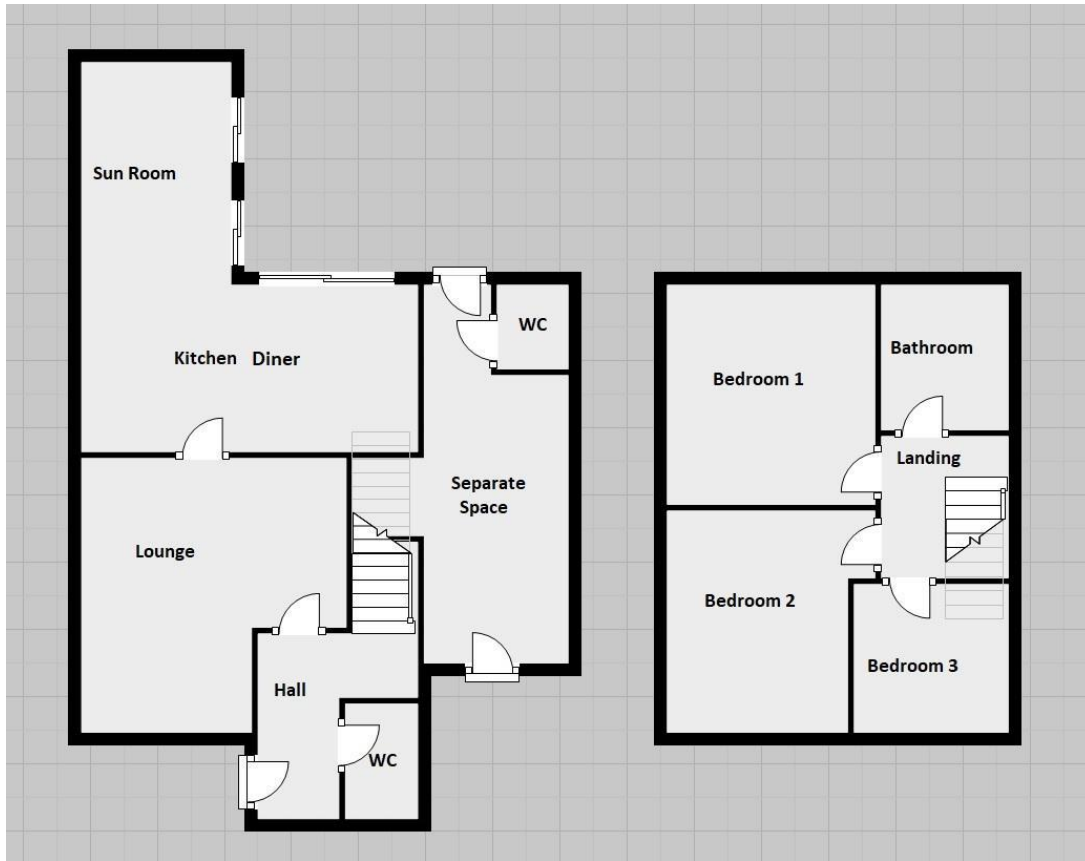 Sun Room
Kitchen Diner
WC
Separate
Space
Lounge
Hall
WC
Bedroom 1
Bathroom
Landing
Bedroom 2
Bedroom 3